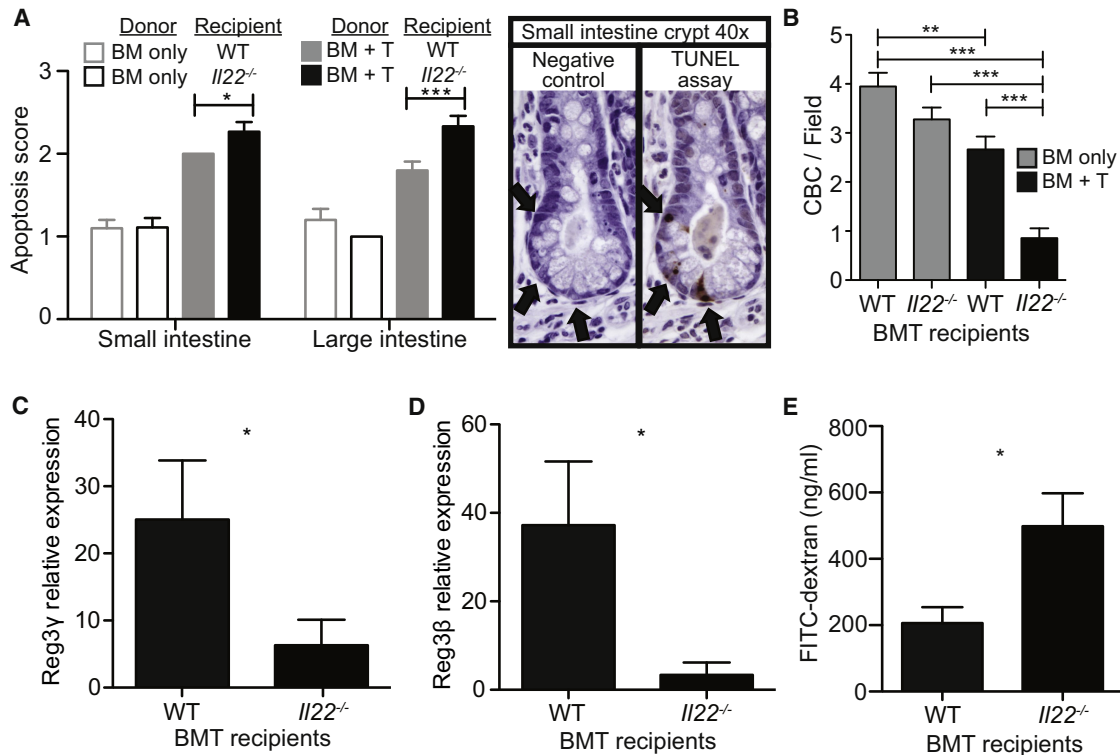 A
Donor Recipient
BM only WT
BM only Il22-/-
Donor Recipient
BM + T WT
BM + T Il22-/-
*
***
Apoptosis score
3
2
1
0
Small intestine Large intestine
Small intestine crypt 40x
Negative control
TUNEL assay
B
**
***
***
***
CBC / Field
5
4
3
2
1
0
BM only
BM + T
WT Il22-/- WT Il22-/-
BMT recipients
C
Reg3γ relative expression
40
30
20
10
0
*
WT Il22-/-
BMT recipients
D
Reg3β relative expression
60
40
20
0
*
WT Il22-/-
BMT recipients
E
FITC-dextran (ng/ml)
800
600
400
200
0
*
WT Il22-/-
BMT recipients